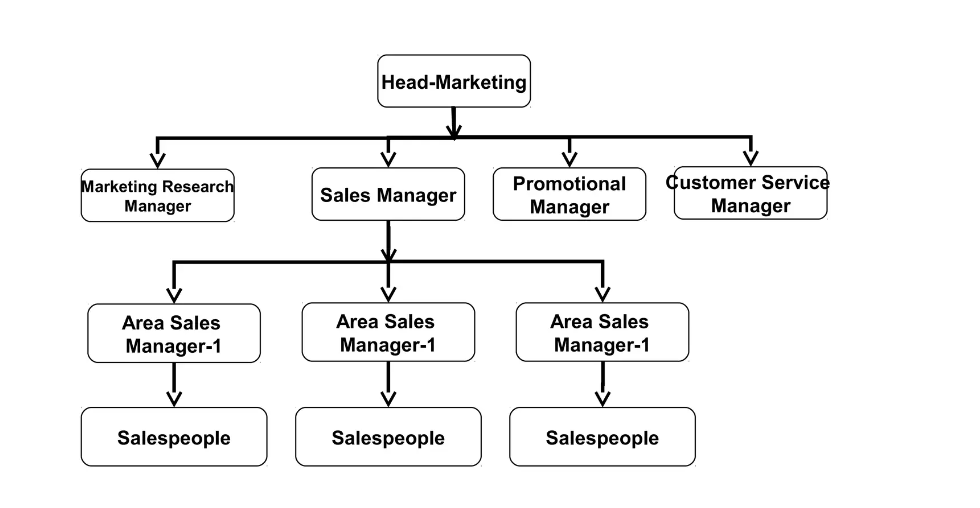 Head-Marketing
Marketing Research
Manager
Sales Manager
Promotional
Manager
Customer Service
Manager
Area Sales
Manager-1
Area Sales
Manager-1
Area Sales
Manager-1
Salespeople
Salespeople
Salespeople